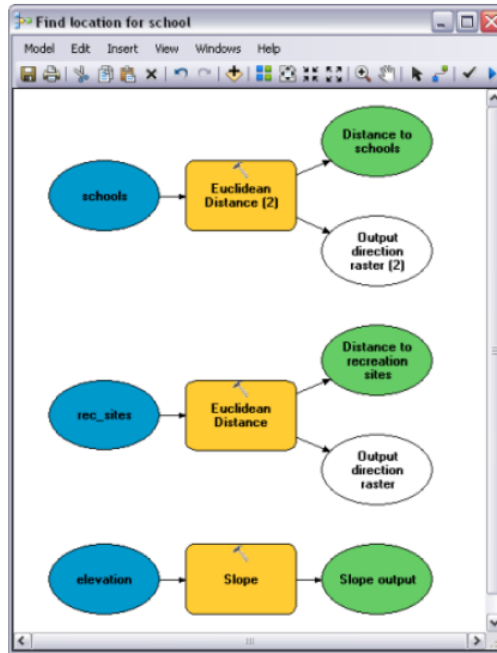 Find location for school
Model Edit Insert View Windows Help
Distance to
schools
schools
Euclidean
Distance (2)
Output
direction
raster (2)
Distance to
recreation
sites
rec_sites
Euclidean
Distance
Output
direction
raster
elevation
Slope
Slope output